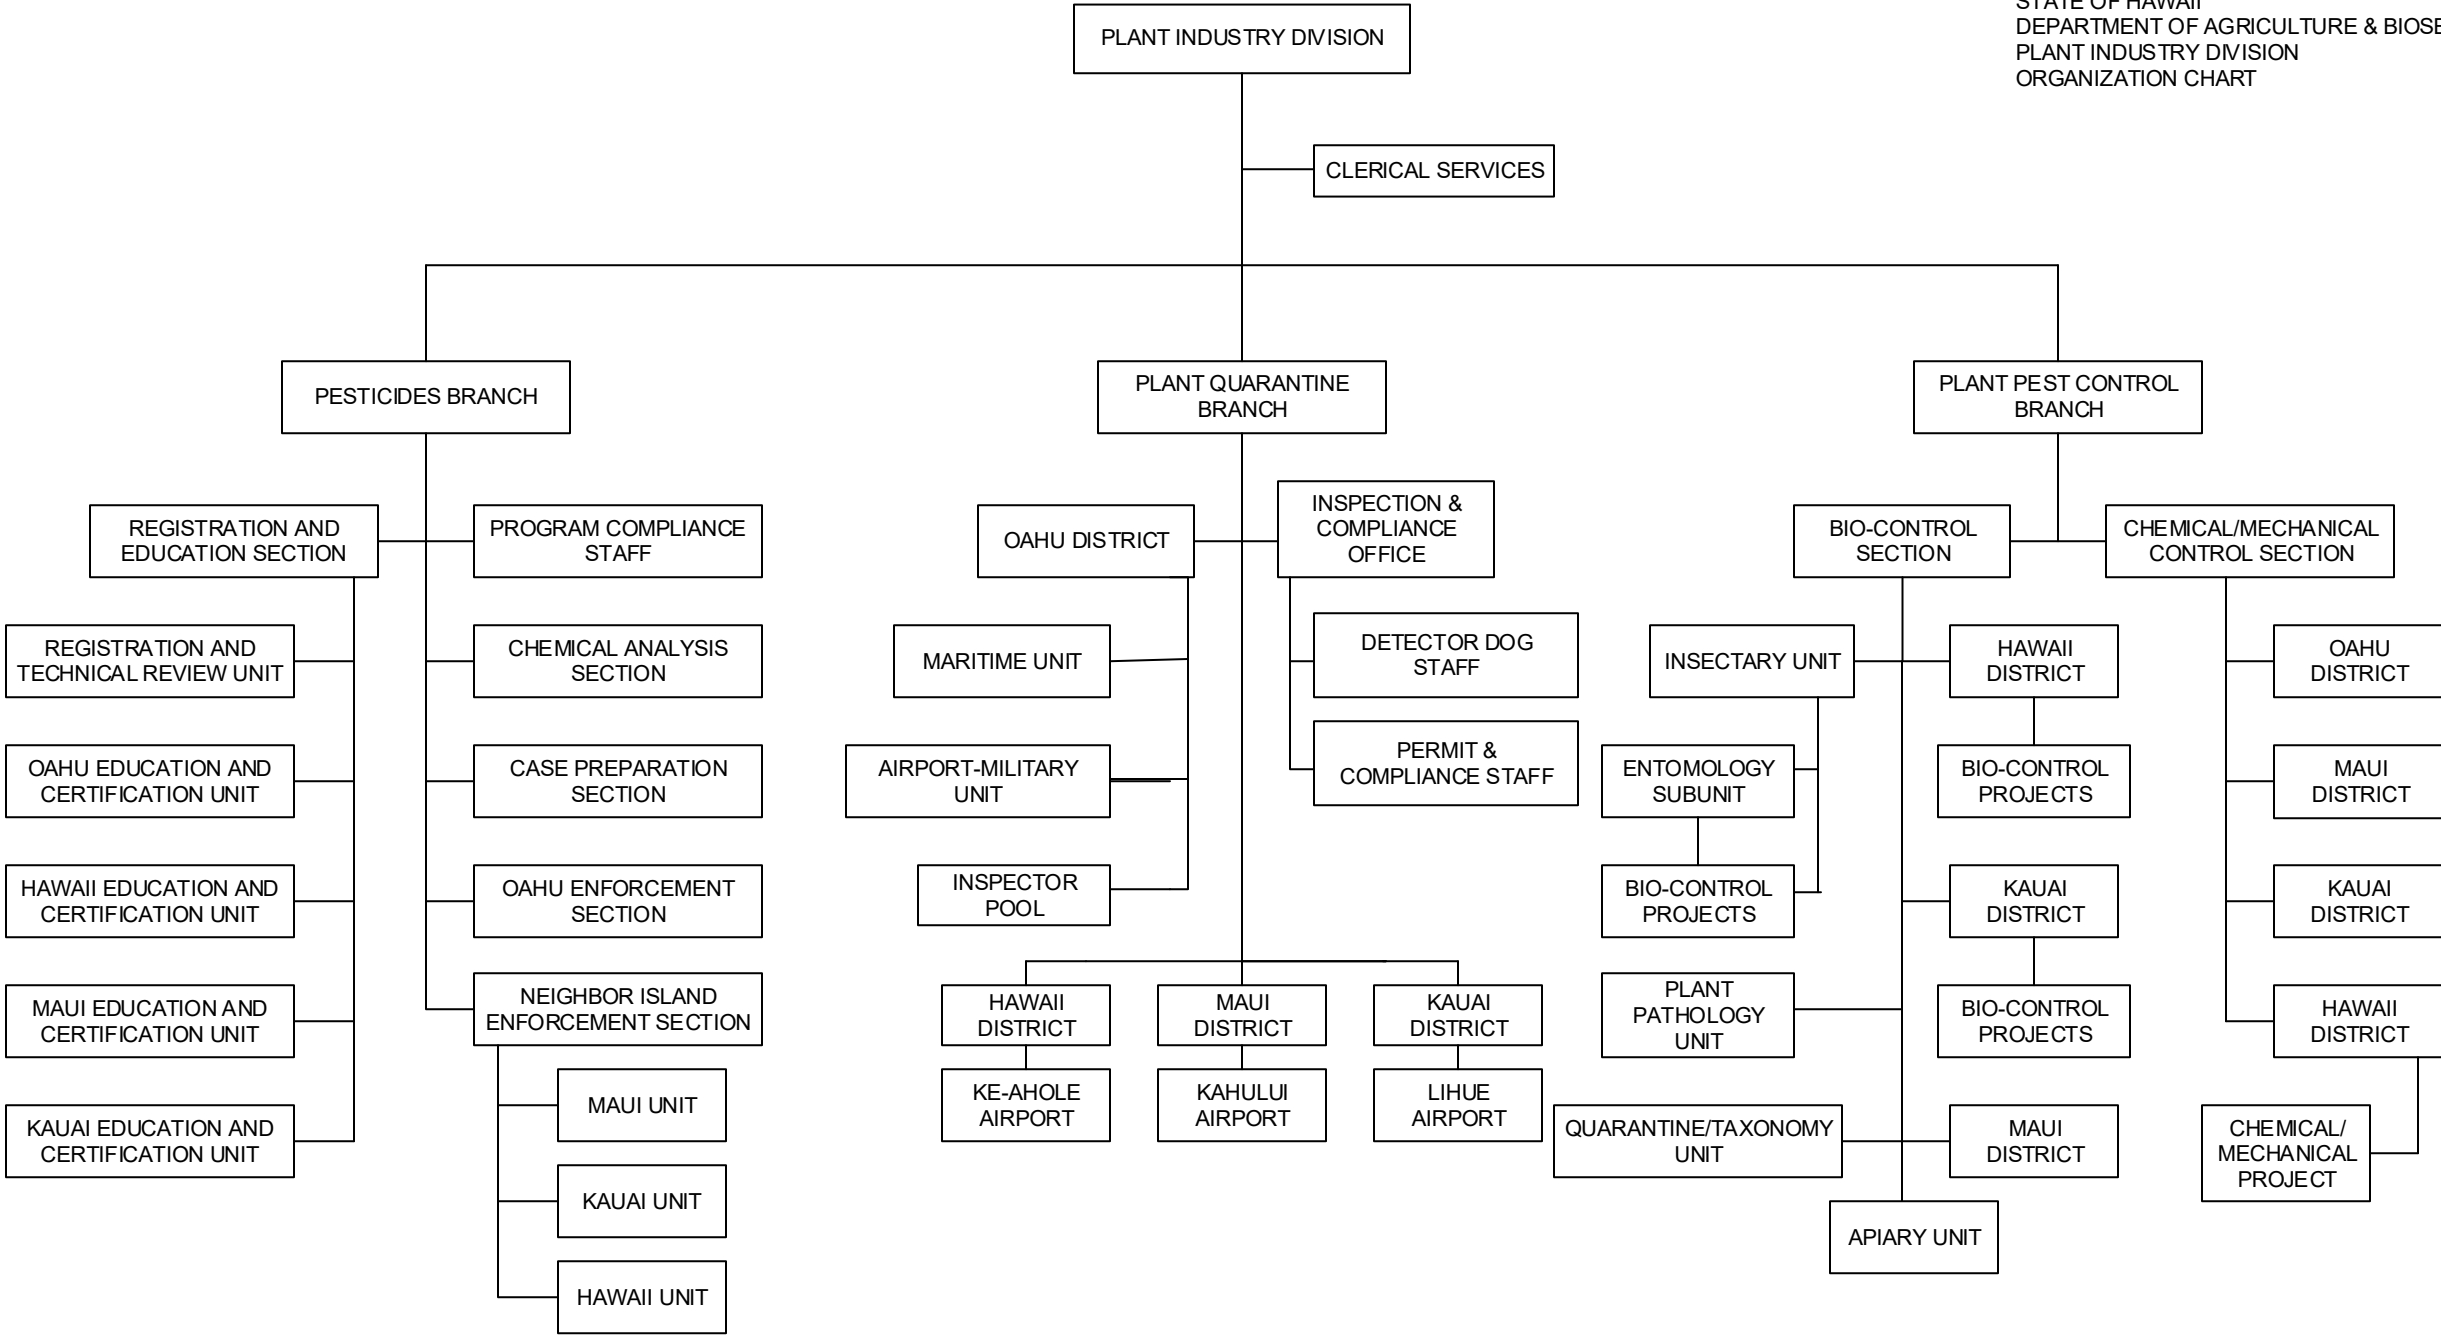 STATE OF HAWAII
DEPARTMENT OF AGRICULTURE &
PLANT INDUSTRY DIVISION
ORGANIZATION CHART
PLANT INDUSTRY DIVISION
CLERICAL SERVICES
PESTICIDES BRANCH
PLANT QUARANTINE
BRANCH
PLANT PEST CONTROL
BRANCH
REGISTRATION AND
EDUCATION SECTION
PROGRAM COMPLIANCE
STAFF
REGISTRATION AND
TECHNICAL REVIEW UNIT
CHEMICAL ANALYSIS
SECTION
OAHU EDUCATION AND
CERTIFICATION UNIT
CASE PREPARATION
SECTION
HAWAII EDUCATION AND
CERTIFICATION UNIT
OAHU ENFORCEMENT
SECTION
MAUI EDUCATION AND
CERTIFICATION UNIT
NEIGHBOR ISLAND
ENFORCEMENT SECTION
KAUAI EDUCATION AND
CERTIFICATION UNIT
MAUI UNIT
KAUAI UNIT
HAWAII UNIT
OAHU DISTRICT
INSPECTION &
COMPLIANCE
OFFICE
MARITIME UNIT
DETECTOR DOG
STAFF
AIRPORT-MILITARY
UNIT
PERMIT &
COMPLIANCE STAFF
INSPECTOR
POOL
HAWAII
DISTRICT
MAUI
DISTRICT
KAUAI
DISTRICT
KE-AHOLE
AIRPORT
KAHULUI
AIRPORT
LIHUE
AIRPORT
BIO-CONTROL
SECTION
CHEMICAL/MECHANICAL
CONTROL SECTION
INSECTARY UNIT
HAWAII
DISTRICT
OAHU
DISTRICT
ENTOMOLOGY
SUBUNIT
BIO-CONTROL
PROJECTS
MAUI
DISTRICT
BIO-CONTROL
PROJECTS
KAUAI
DISTRICT
KAUAI
DISTRICT
PLANT
PATHOLOGY
UNIT
BIO-CONTROL
PROJECTS
HAWAII
DISTRICT
QUARANTINE/TAXONOMY
UNIT
MAUI
DISTRICT
CHEMICAL/
MECHANICAL
PROJECT
APIARY UNIT